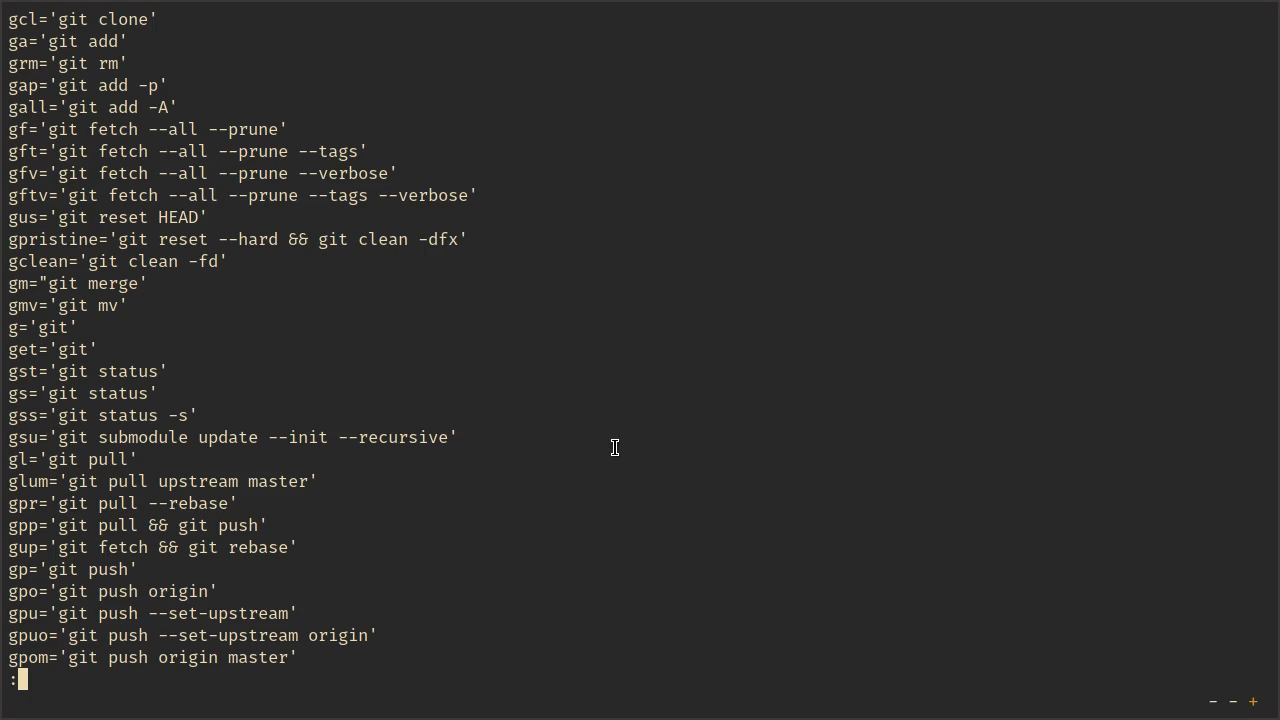 gcl='git clone'
ga='git add'
grm='git rm'
gap='git add -p'
gall='git add -A'
gf='git fetch --all --prune'
gft='git fetch --all --prune --tags'
gfv='git fetch --all --prune --verbose'
gftv='git fetch --all --prune --tags --verbose'
gus='git reset HEAD'
gpristine='git reset --hard && git clean -dfx'
gclean='git clean -fd'
gm="git merge'
gmv='git mv'
g='git'
get='git'
gst='git status'
gs='git status'
gss='git status -s'
gsu='git submodule update --init --recursive'
gl='git pull'
glum='git pull upstream master'
gpr='git pull --rebase'
gpp='git pull && git push'
gup='git fetch && git rebase'
gp='git push'
gpo='git push origin'
gpu='git push --set-upstream'
gpuo='git push --set-upstream origin'
gpom='git push origin master'
:
- - +